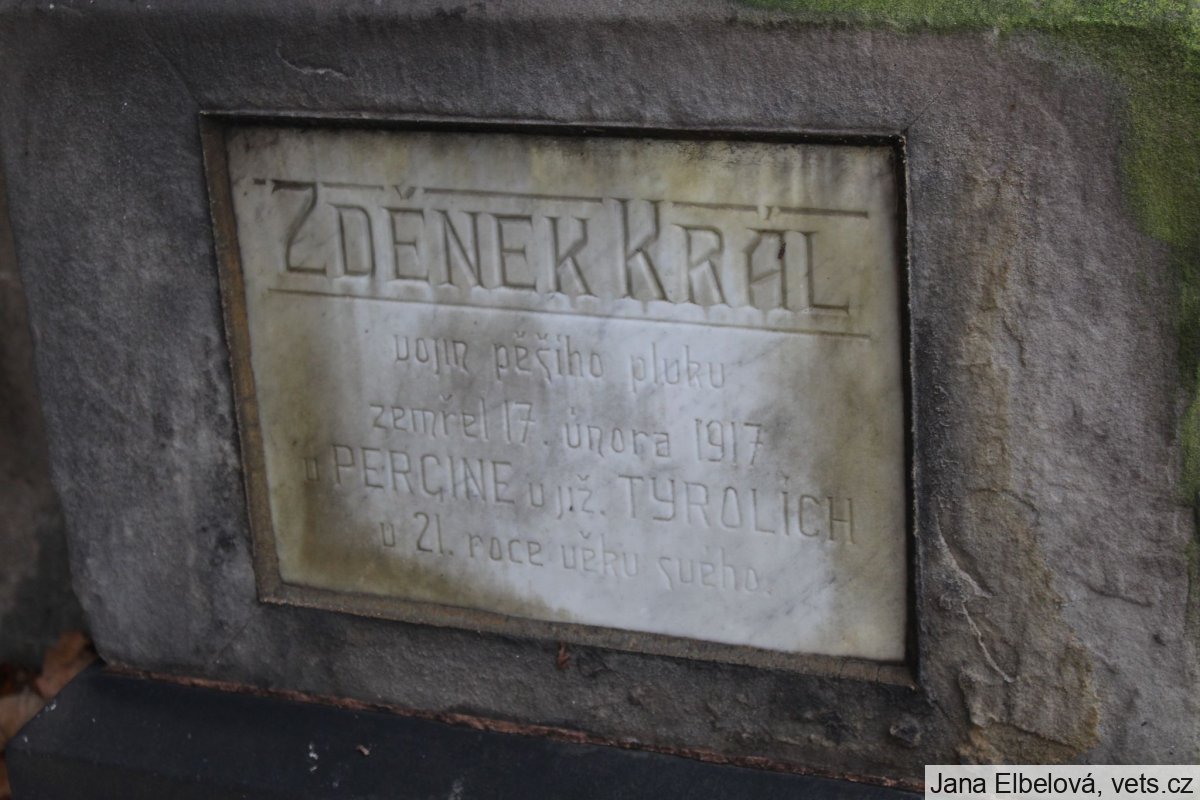 ZDĚNEK KRÁL
vojín pěšího pluku
zemřel 17. února 1917
v PERGINE v již. TYROLÍCH
v 21. roce věku svého.
Jana Elbelová, vets.cz